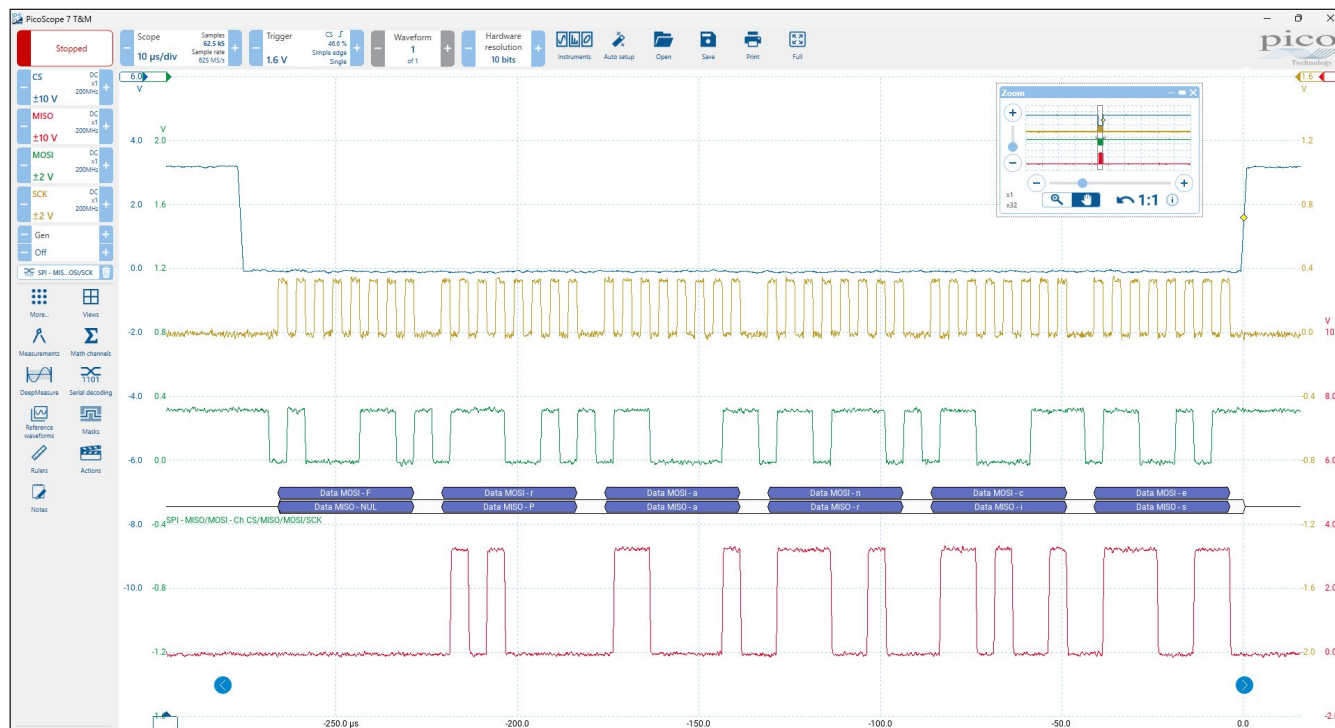 PicoScope 7 T&M
Stopped
Scope
10 µs/div
Samples
62.5 kS
Sample rate
625 MS/s
Trigger
1.6 V
CS
46.6 %
Simple edge
Single
Waveform
1
of 1
Hardware resolution
10 bits
Instruments
Auto setup
Open
Save
Print
Full
pico
Technology
CS
DC
x1
200MHz
±10 V
MISO
DC
x1
200MHz
±10 V
MOSI
DC
x1
200MHz
±2 V
SCK
DC
x1
200MHz
±2 V
Gen
Off
SPI - MIS...OSI/SCK
More...
Views
Measurements
Math channels
DeepMeasure
1101
Serial decoding
Reference waveforms
Masks
Rulers
Actions
Notes
6.0
V
4.0
2.0
0.0
-2.0
-4.0
-6.0
-8.0
-10.0
V
2.0
1.6
1.2
0.8
0.4
0.0
-0.4
-0.8
-1.2
Zoom
x1
x32
1:1
1.6
V
1.2
0.8
0.4
0.0
-0.4
-0.8
-1.2
-1.6
-2.0
V
10.0
8.0
6.0
4.0
2.0
0.0
-2.0
Data MOSI - F
Data MOSI - r
Data MOSI - a
Data MOSI - n
Data MOSI - c
Data MOSI - e
Data MISO - NUL
Data MISO - P
Data MISO - a
Data MISO - r
Data MISO - i
Data MISO - s
SPI - MISO/MOSI - Ch CS/MISO/MOSI/SCK
-250.0 µs
-200.0
-150.0
-100.0
-50.0
0.0